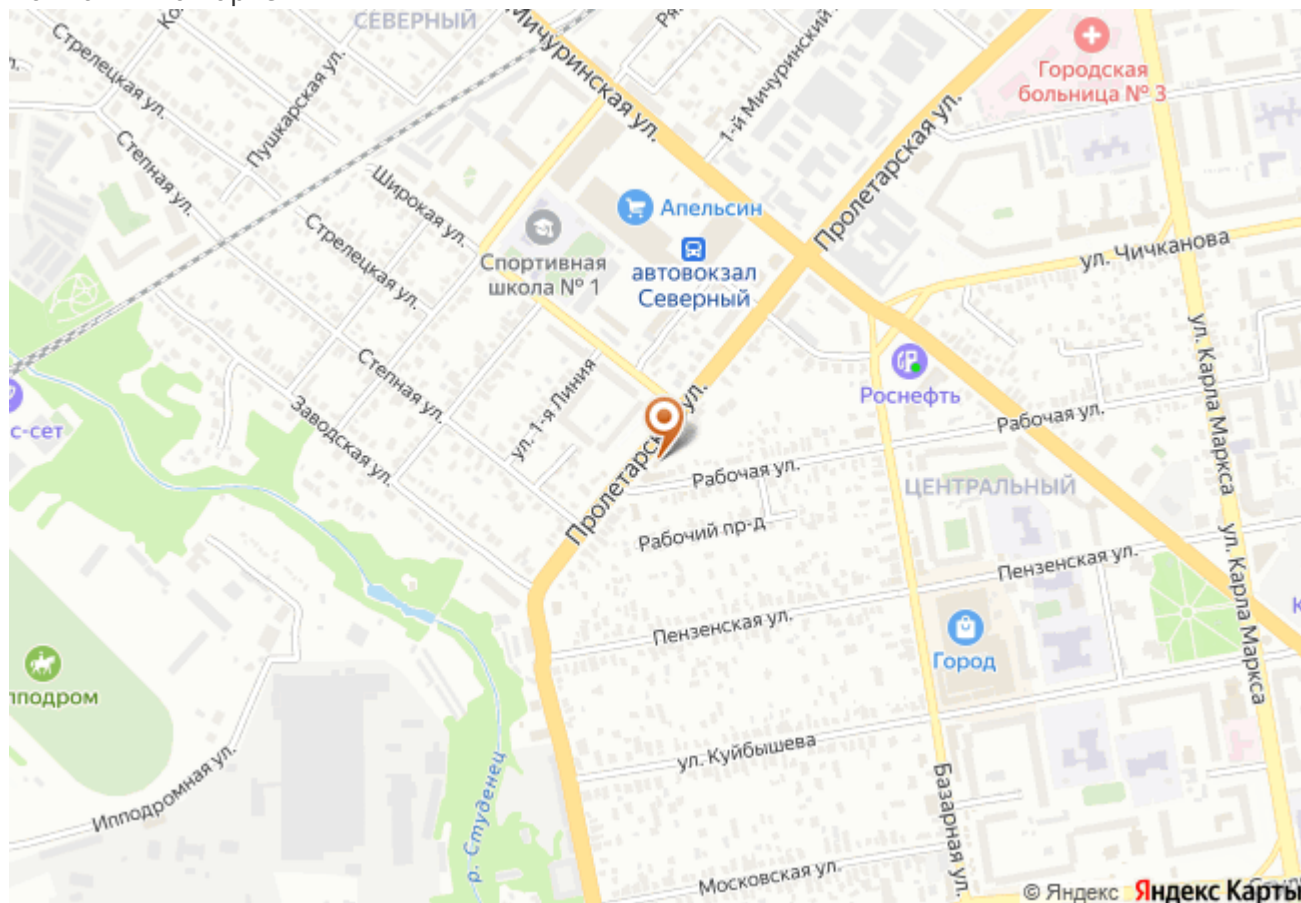 СЕВЕРНЫЙ
Мичуринская ул.
1-й Мичуринский
Городская
больница № 3
Стрелецкая ул.
Пушкарская ул.
Степная ул.
Широкая ул.
Пролетарская ул.
Апельсин
Спортивная
школа № 1
автовокзал
Северный
ул. Чичканова
Стрелецкая ул.
ул. Карла Маркса
Степная ул.
ул. 1-я Линия
Роснефть
с-сет
Заводская ул.
Рабочая ул.
Рабочая ул.
ЦЕНТРАЛЬНЫЙ
Пролетарск
ул.
Рабочий пр-д
Пензенская ул.
ул. Карла Маркса
Пензенская ул.
Город
пподром
ул. Куйбышева
Ипподромная ул.
р. Студенец
Базарная ул.
Московская ул.
© Яндекс Яндекс Карты